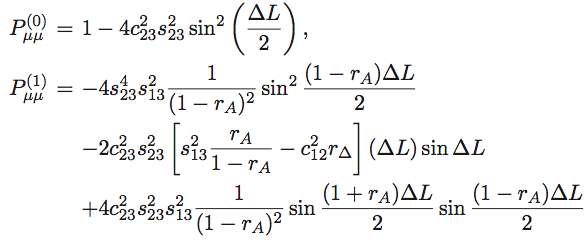 P_{\mu\mu}^{(0)} = 1 - 4c_{23}^2 s_{23}^2 \sin^2 \left( \frac{\Delta L}{2} \right),
P_{\mu\mu}^{(1)} = -4s_{23}^4 s_{13}^2 \frac{1}{(1 - r_A)^2} \sin^2 \frac{(1 - r_A)\Delta L}{2}
-2c_{23}^2 s_{23}^2 \left[ s_{13}^2 \frac{r_A}{1 - r_A} - c_{12}^2 r_\Delta \right] (\Delta L) \sin \Delta L
+4c_{23}^2 s_{23}^2 s_{13}^2 \frac{1}{(1 - r_A)^2} \sin \frac{(1 + r_A)\Delta L}{2} \sin \frac{(1 - r_A)\Delta L}{2}